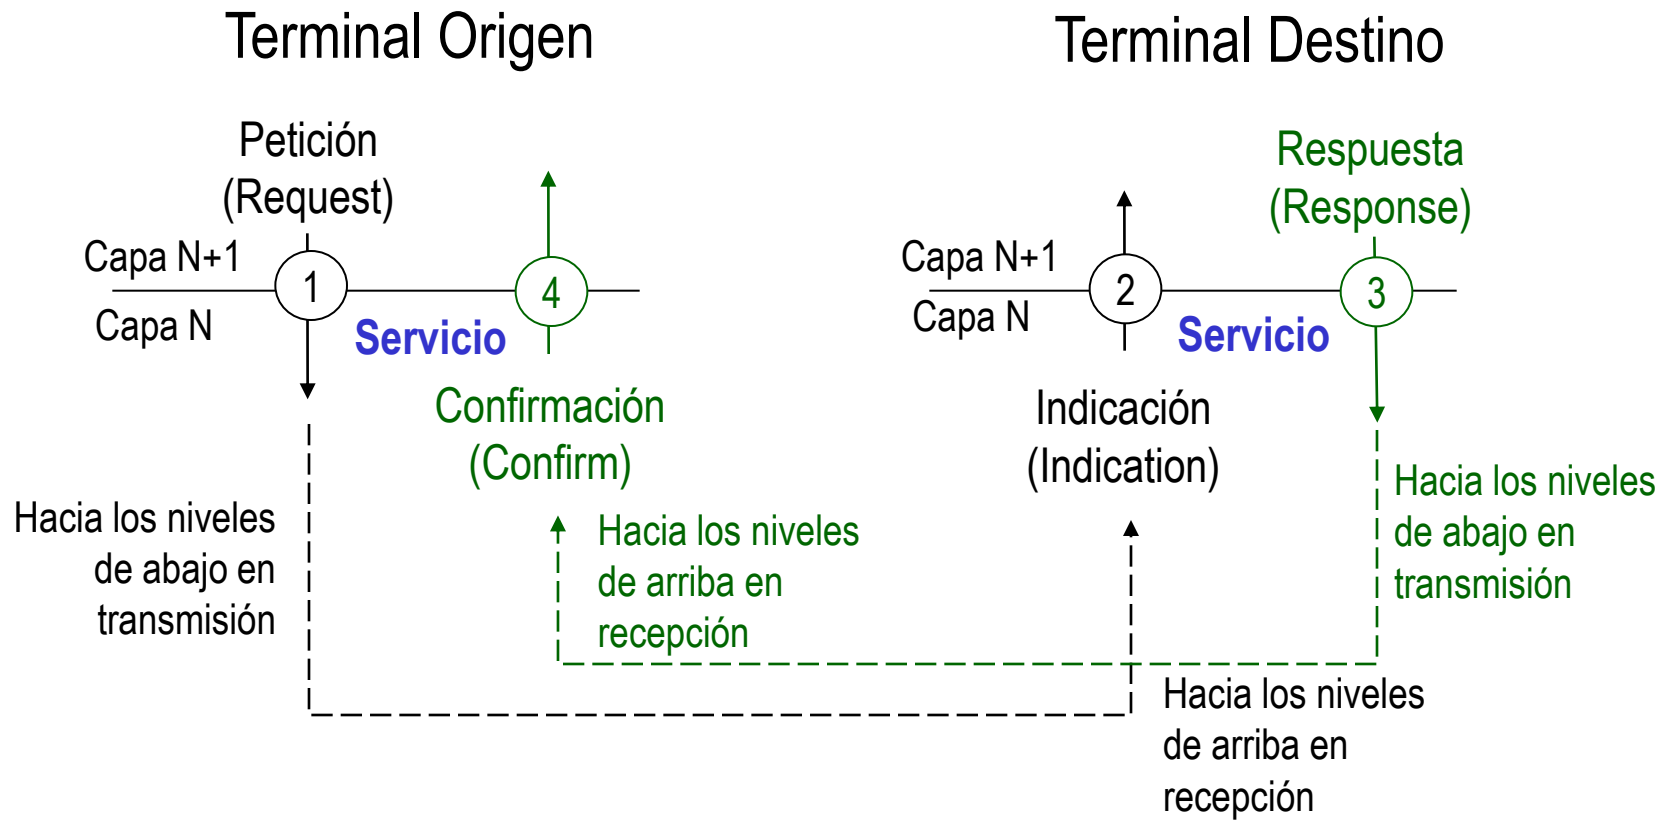 Terminal Origen
Terminal Destino
Petición
(Request)
Capa N+1
1
4
Capa N
Servicio
Confirmación
(Confirm)
Hacia los niveles
de abajo en
transmisión
Hacia los niveles
de arriba en
recepción
Respuesta
(Response)
Capa N+1
2
3
Capa N
Servicio
Indicación
(Indication)
Hacia los niveles
de abajo en
transmisión
Hacia los niveles
de arriba en
recepción